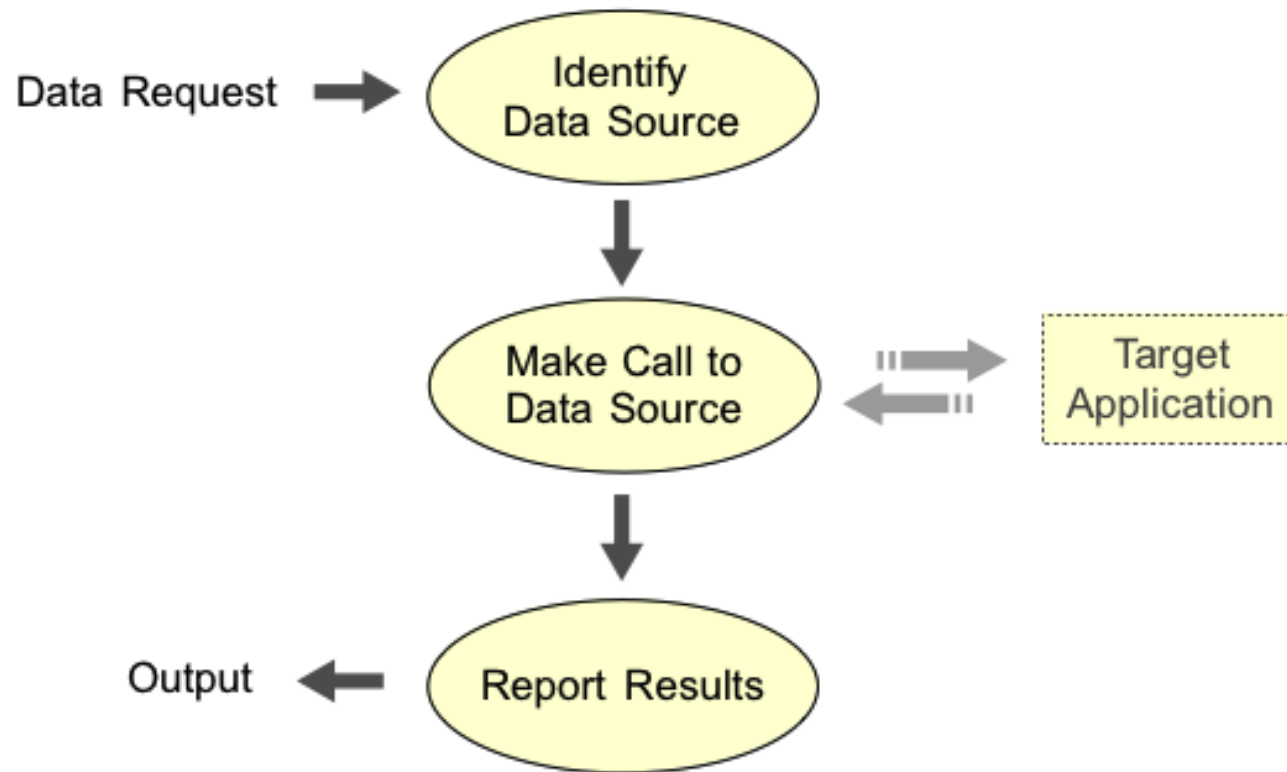 Data Request
Identify
Data Source
Make Call to
Data Source
Target
Application
Output
Report Results